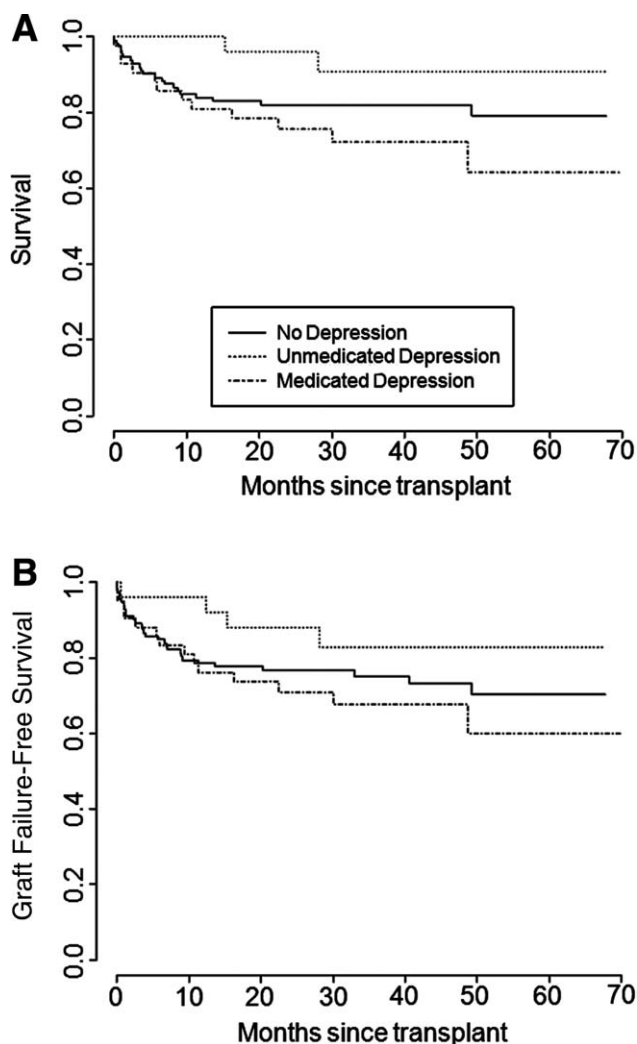 A
1.0
0.8
0.6
0.4
0.2
0.0
Survival
No Depression
Unmedicated Depression
Medicated Depression
0 10 20 30 40 50 60 70
Months since transplant
B
1.0
0.8
0.6
0.4
0.2
0.0
Graft Failure-Free Survival
0 10 20 30 40 50 60 70
Months since transplant